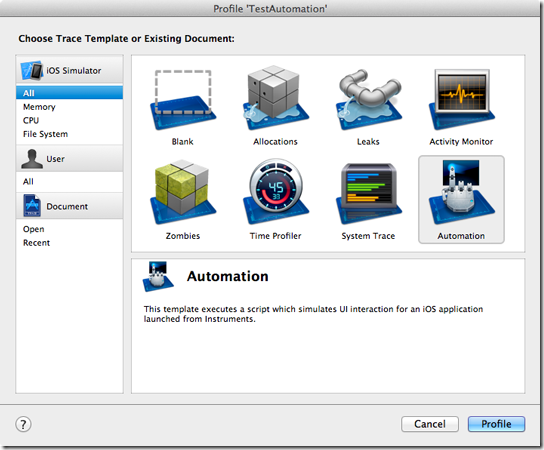 Profile 'TestAutomation'
Choose Trace Template or Existing Document:
iOS Simulator
All
Memory
CPU
File System
User
All
Document
Open
Recent
Blank
Allocations
Leaks
Activity Monitor
Zombies
Time Profiler
System Trace
Automation
Automation
This template executes a script which simulates UI interaction for an iOS application
launched from Instruments.
?
Cancel
Profile